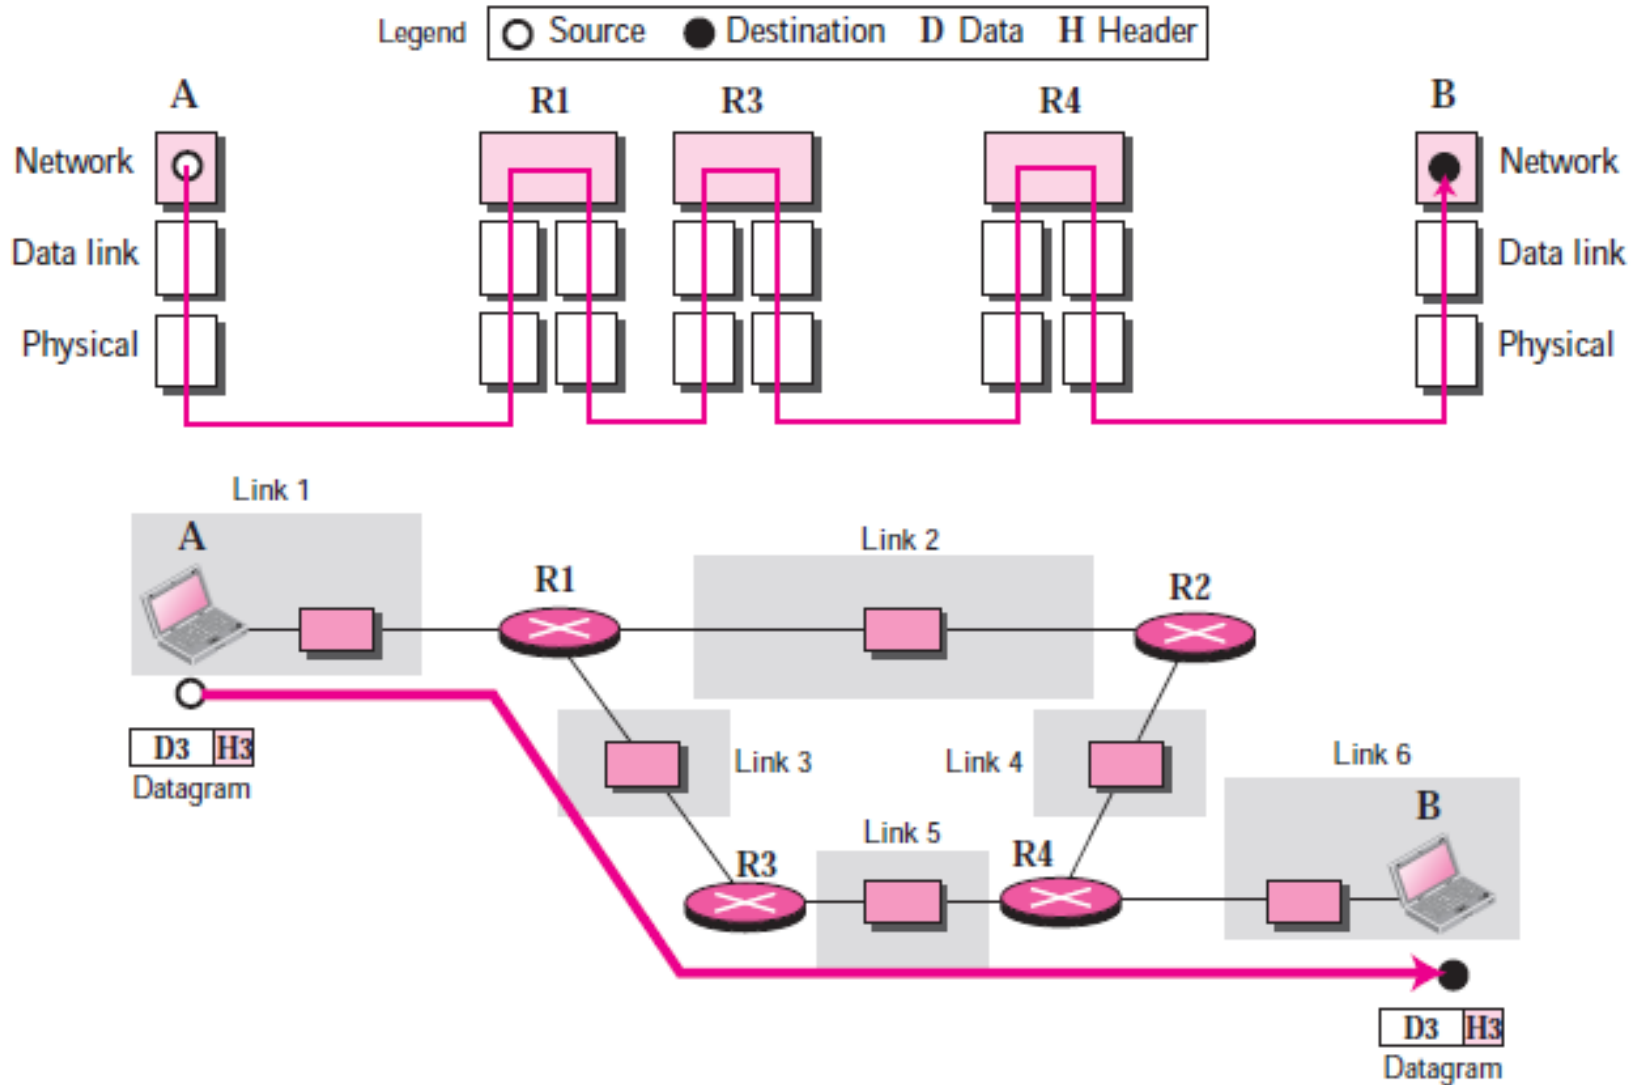 Legend Source Destination D Data H Header
A R1 R3 R4 B
Network Network
Data link Data link
Physical Physical
Link 1
A
Link 2
R1 R2
D3 H3
Datagram
Link 3 Link 4 Link 6
B
Link 5
R3 R4
D3 H3
Datagram